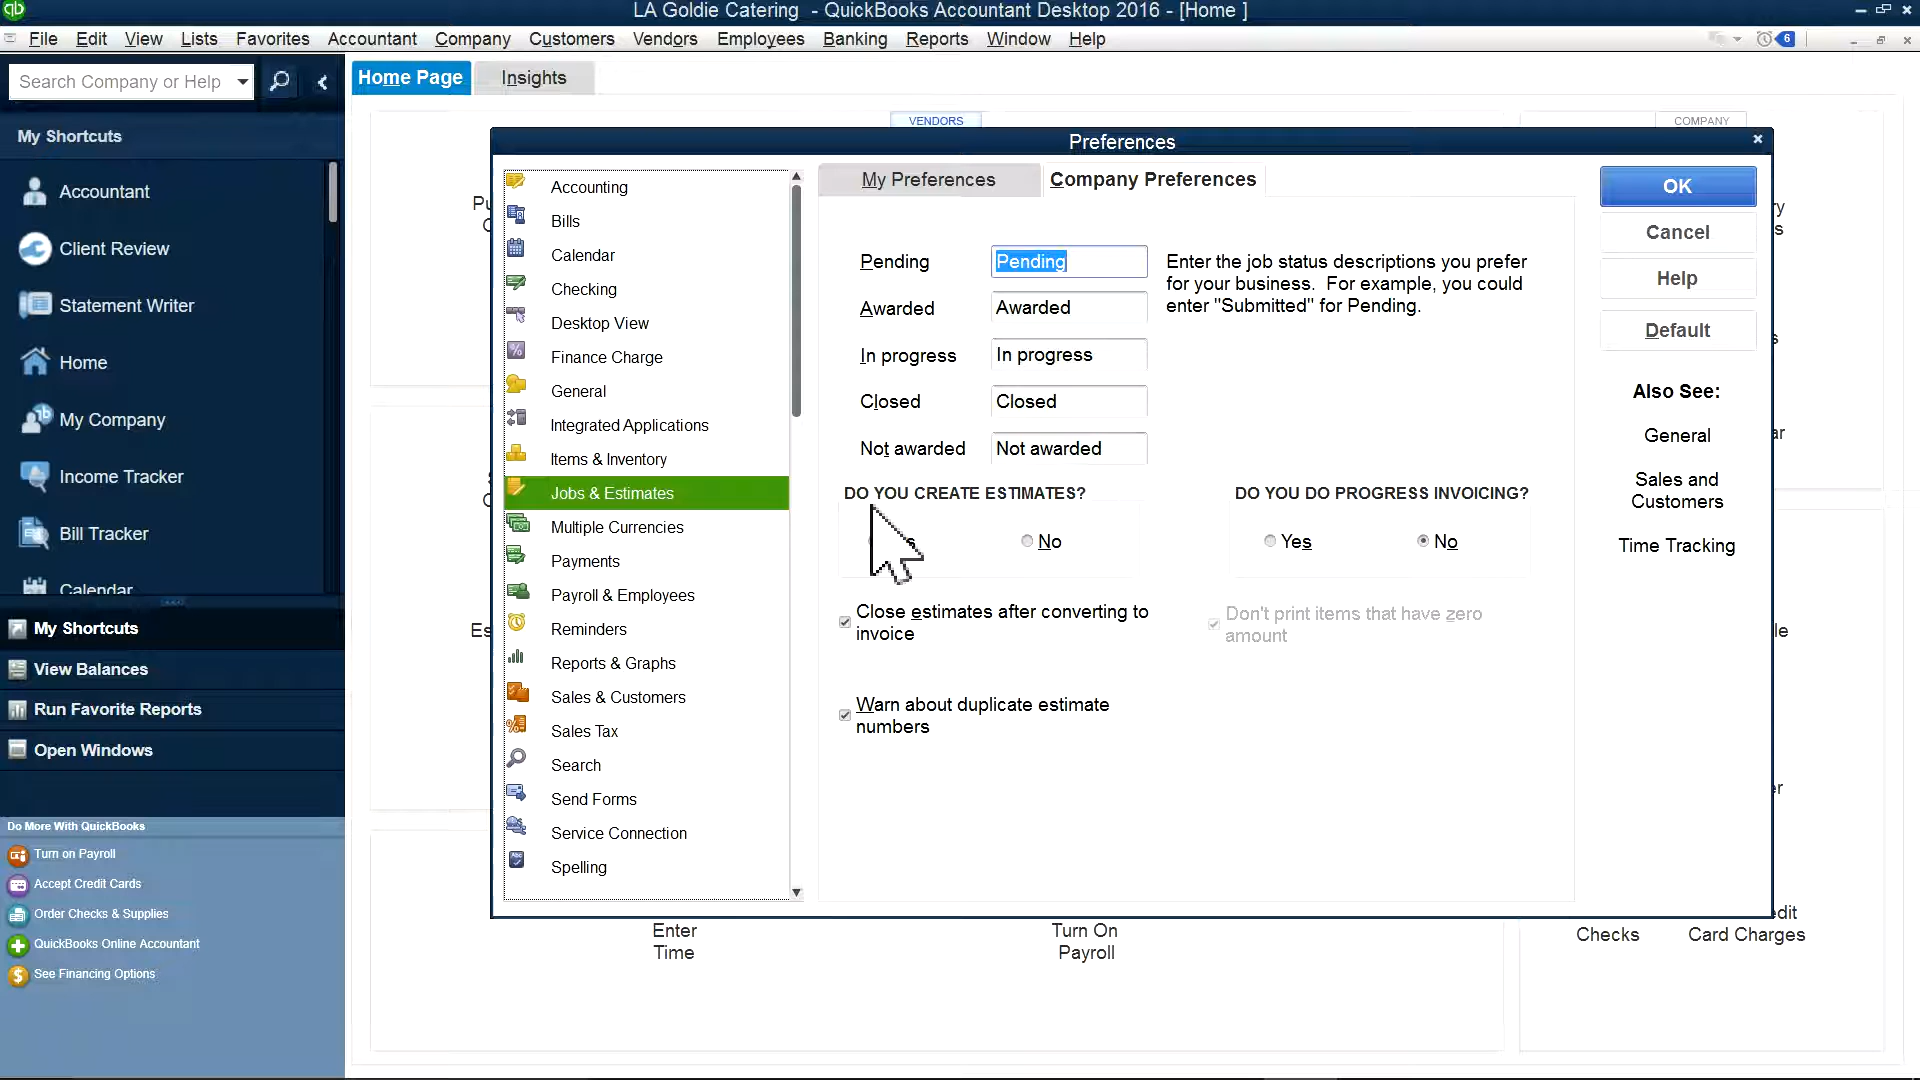 LA Goldie Catering - QuickBooks Accountant Desktop 2016 - [Home ]
File Edit View Lists Favorites Accountant Company Customers Vendors Employees Banking Reports Window Help
6
Search Company or Help
Home Page Insights
My Shortcuts
Accountant
Client Review
Statement Writer
Home
My Company
Income Tracker
Bill Tracker
Calendar
My Shortcuts
View Balances
Run Favorite Reports
Open Windows
Do More With QuickBooks
Turn on Payroll
Accept Credit Cards
Order Checks & Supplies
QuickBooks Online Accountant
See Financing Options
VENDORS
COMPANY
Preferences
Accounting
Bills
Calendar
Checking
Desktop View
Finance Charge
General
Integrated Applications
Items & Inventory
Jobs & Estimates
Multiple Currencies
Payments
Payroll & Employees
Reminders
Reports & Graphs
Sales & Customers
Sales Tax
Search
Send Forms
Service Connection
Spelling
My Preferences Company Preferences
Pending Pending
Awarded Awarded
In progress In progress
Closed Closed
Not awarded Not awarded
Enter the job status descriptions you prefer
for your business. For example, you could
enter "Submitted" for Pending.
DO YOU CREATE ESTIMATES?
No
DO YOU DO PROGRESS INVOICING?
Yes No
Close estimates after converting to
invoice
Don't print items that have zero
amount
Warn about duplicate estimate
numbers
OK
Cancel
Help
Default
Also See:
General
Sales and
Customers
Time Tracking
Enter
Time
Turn On
Payroll
Checks
Card Charges